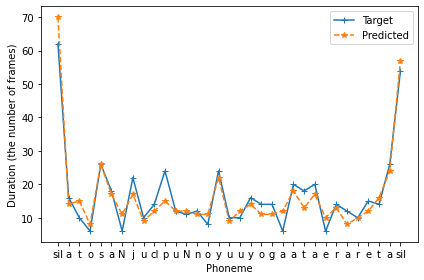 Duration (the number of frames)
70
60
50
40
30
20
10
Target
Predicted
sil a t o s a N j u d p u N n o y u u y o g a a t a e r a r e t a sil
Phoneme